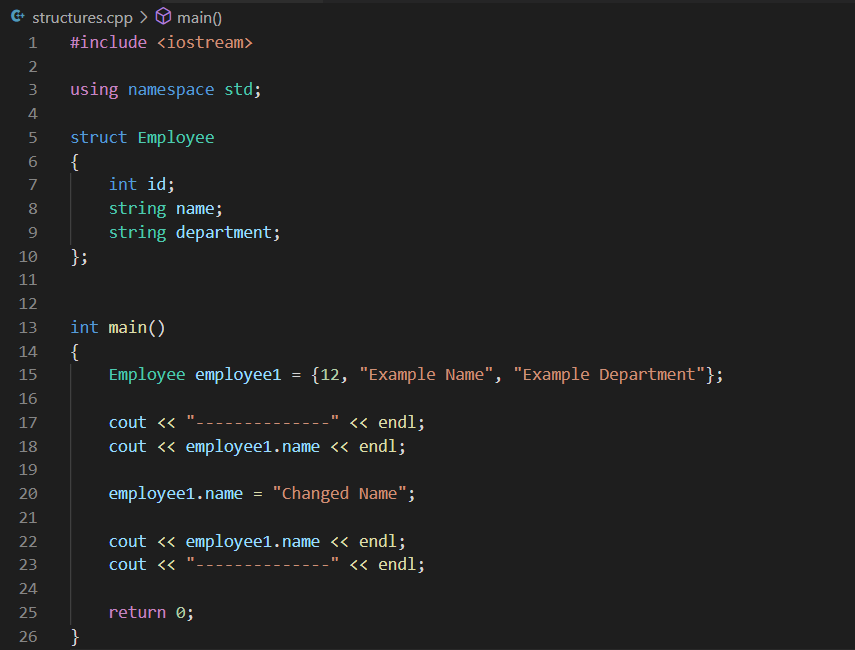 structures.cpp > main()
1 #include <iostream>
2
3 using namespace std;
4
5 struct Employee
6 {
7     int id;
8     string name;
9     string department;
10 };
11
12
13 int main()
14 {
15     Employee employee1 = {12, "Example Name", "Example Department"};
16
17     cout << "--------------" << endl;
18     cout << employee1.name << endl;
19
20     employee1.name = "Changed Name";
21
22     cout << employee1.name << endl;
23     cout << "--------------" << endl;
24
25     return 0;
26 }